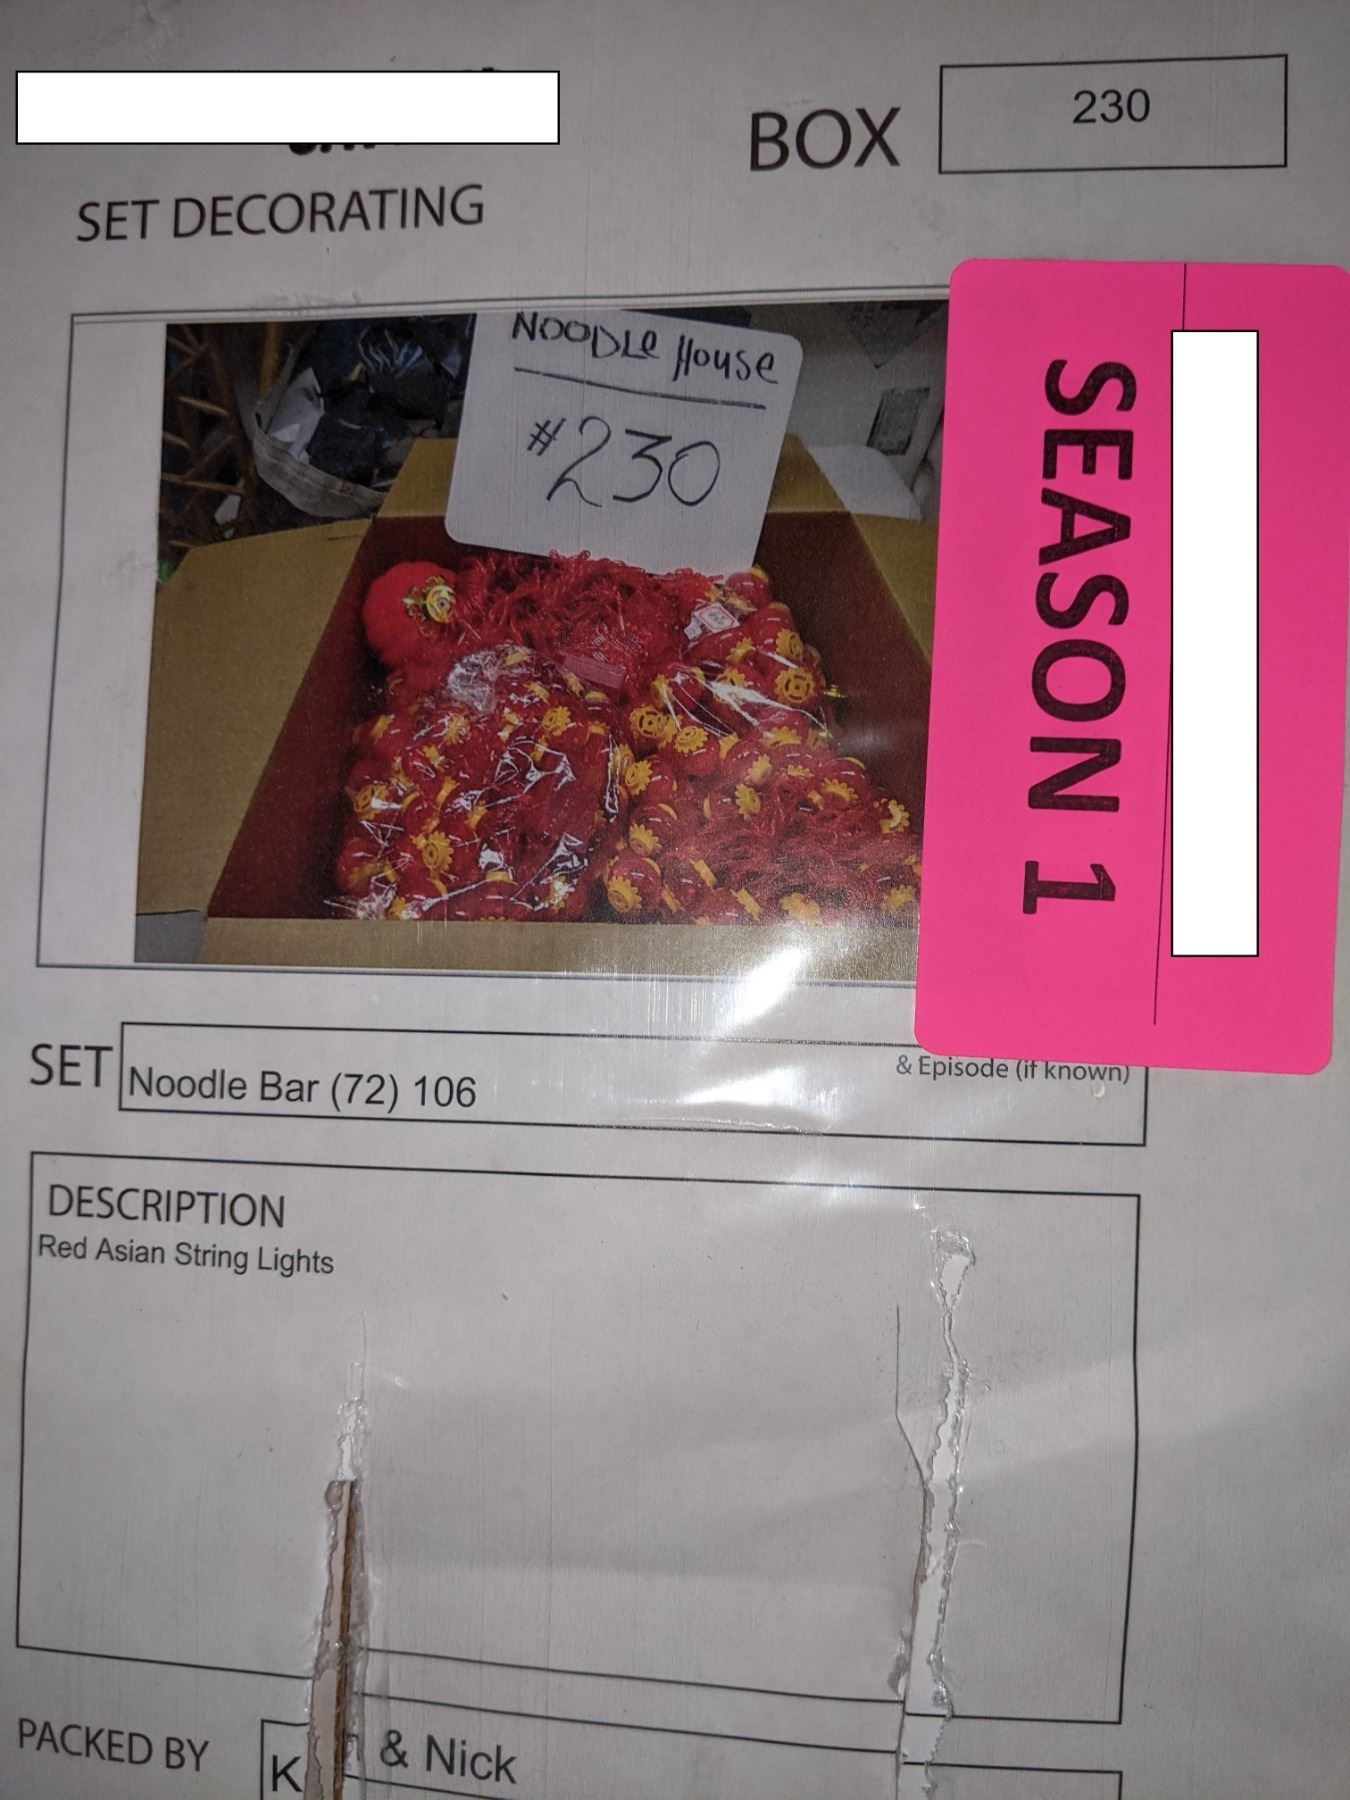 BOX
230
SET DECORATING
NOODLe House
#230
SEASON 1
SET
Noodle Bar (72) 106
& Episode (if known)
DESCRIPTION
Red Asian String Lights
PACKED BY
& Nick